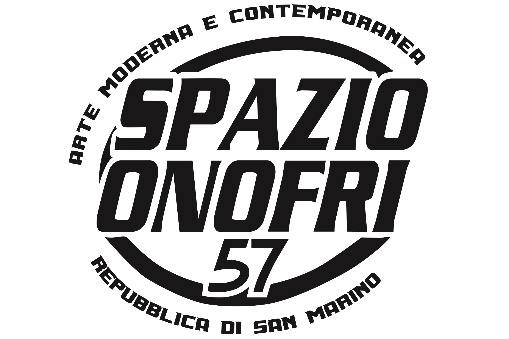 ARTE MODERNA E CONTEMPORANEA
SPAZIO
ONOFRI
57
REPUBBLICA DI SAN MARINO